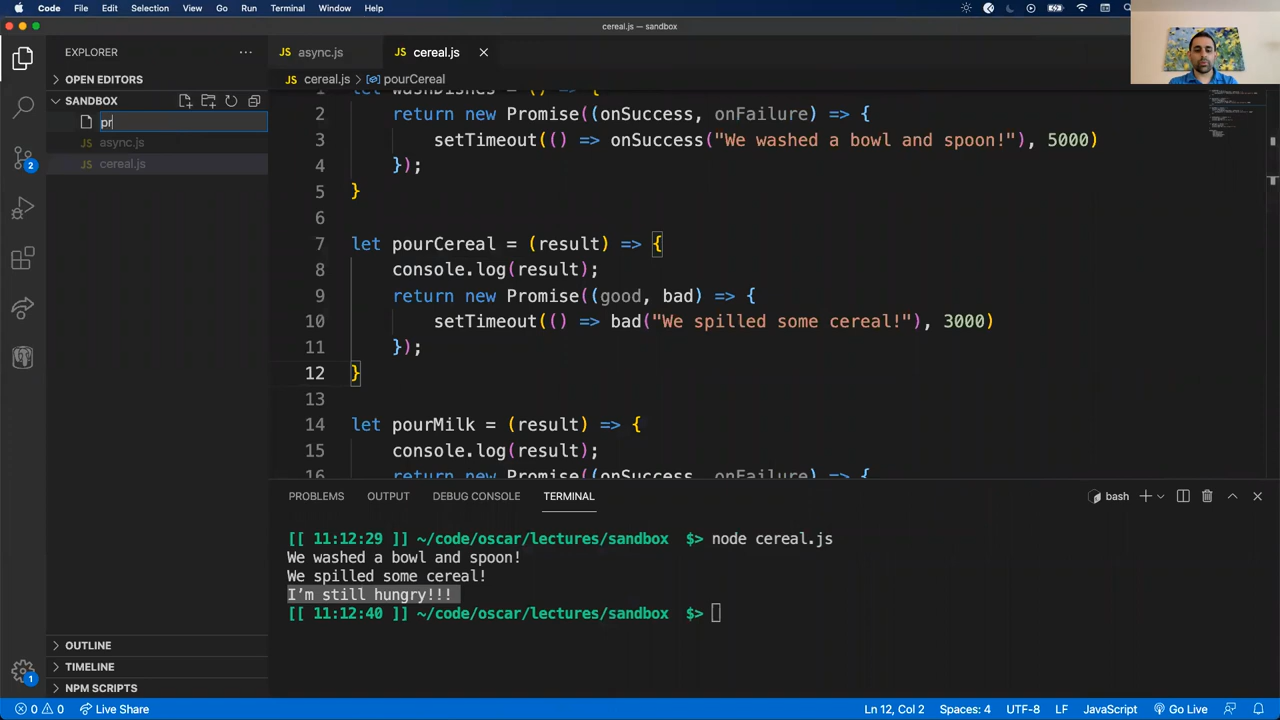 Code File Edit Selection View Go Run Terminal Window Help
cereal.js — sandbox
EXPLORER
OPEN EDITORS
SANDBOX
pr
async.js
cereal.js
OUTLINE
TIMELINE
NPM SCRIPTS
2
1
JS async.js JS cereal.js
JS cereal.js > pourCereal
1 let washDishes = () => {
2 return new Promise((onSuccess, onFailure) => {
3 setTimeout(() => onSuccess("We washed a bowl and spoon!"), 5000)
4 });
5 }
6
7 let pourCereal = (result) => {
8 console.log(result);
9 return new Promise((good, bad) => {
10 setTimeout(() => bad("We spilled some cereal!"), 3000)
11 });
12 }
13
14 let pourMilk = (result) => {
15 console.log(result);
16 return new Promise((onSuccess, onFailure) => {
PROBLEMS OUTPUT DEBUG CONSOLE TERMINAL
bash
[[ 11:12:29 ]] ~/code/oscar/lectures/sandbox $> node cereal.js
We washed a bowl and spoon!
We spilled some cereal!
I’m still hungry!!!
[[ 11:12:40 ]] ~/code/oscar/lectures/sandbox $>
0 0 Live Share Ln 12, Col 2 Spaces: 4 UTF-8 LF JavaScript Go Live